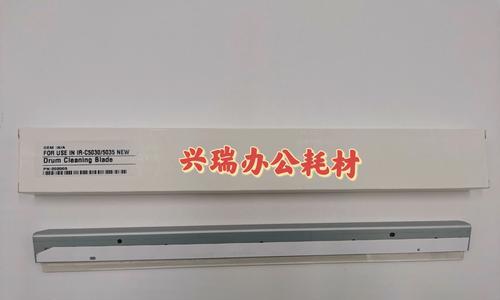 OEM :N/A
FOR USE IN IR-C5030/5035 NEW
Drum Cleaning Blade
兴瑞办公耗材